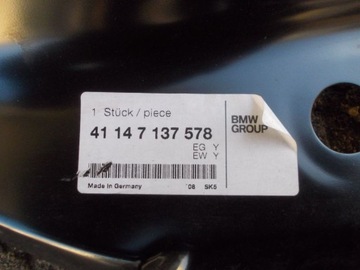 1 Stück / piece
41 14 7 137 578
BMW
GROUP
EG Y
EW Y
Made in Germany
'08 SK5